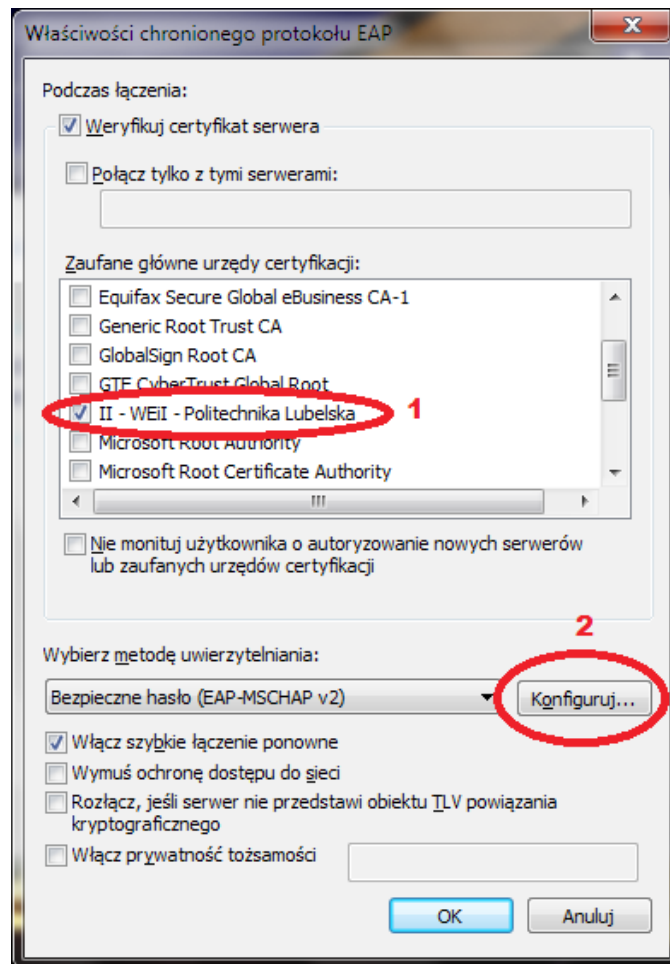 Właściwości chronionego protokołu EAP
Podczas łączenia:
Weryfikuj certyfikat serwera
Połącz tylko z tymi serwerami:
Zaufane główne urzędy certyfikacji:
Equifax Secure Global eBusiness CA-1
Generic Root Trust CA
GlobalSign Root CA
GTE CyberTrust Global Root
II - WEiI - Politechnika Lubelska
1
Microsoft Root Authority
Microsoft Root Certificate Authority
Nie monituj użytkownika o autoryzowanie nowych serwerów
lub zaufanych urzędów certyfikacji
2
Wybierz metodę uwierzytelniania:
Bezpieczne hasło (EAP-MSCHAP v2)
Konfiguruj...
Włącz szybkie łączenie ponowne
Wymuś ochronę dostępu do sieci
Rozłącz, jeśli serwer nie przedstawi obiektu TLV powiązania
kryptograficznego
Włącz prywatność tożsamości
OK
Anuluj